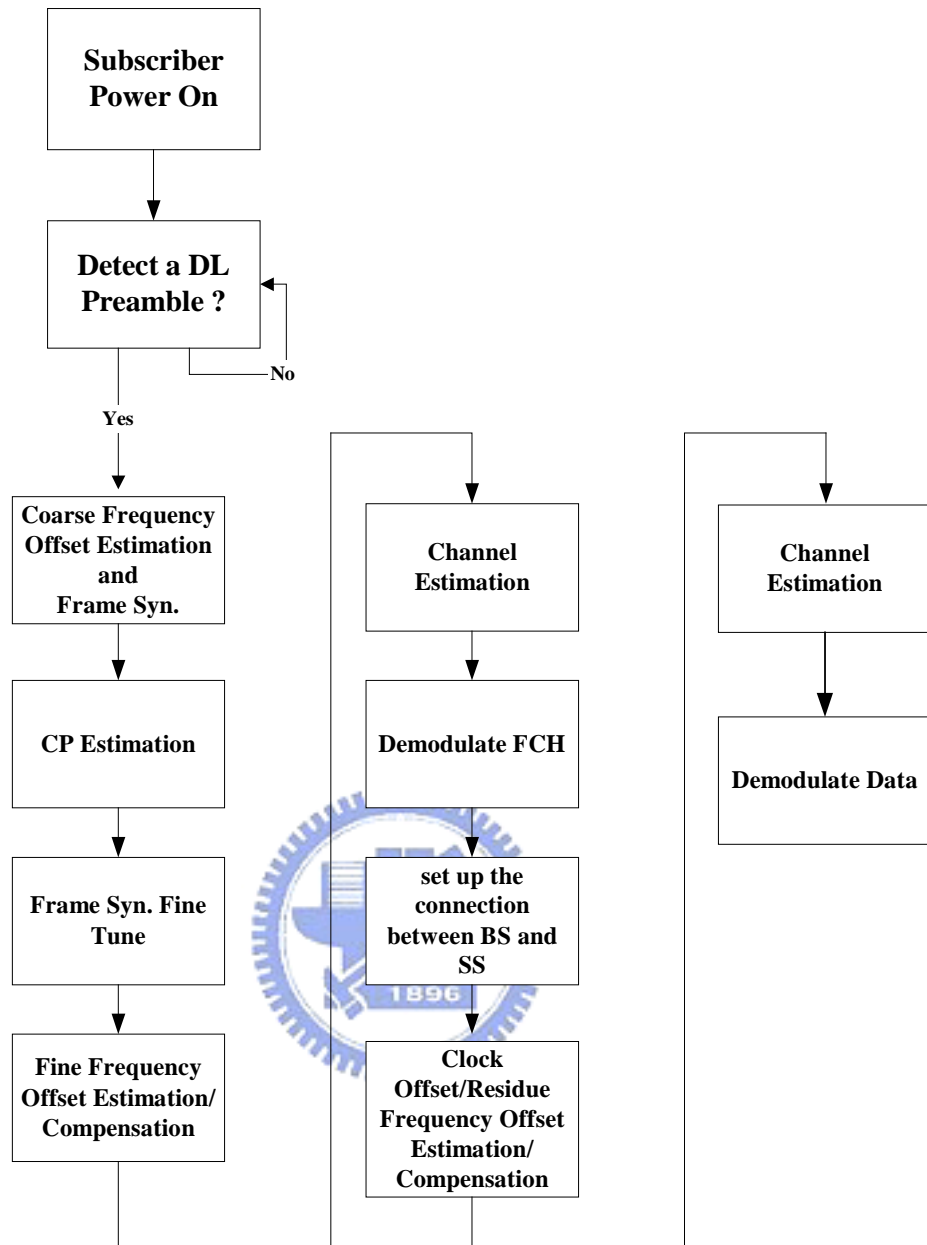 Subscriber
Power On
Detect a DL
Preamble ?
No
Yes
Coarse Frequency
Offset Estimation
and
Frame Syn.
CP Estimation
Frame Syn. Fine
Tune
Fine Frequency
Offset Estimation/
Compensation
Channel
Estimation
Demodulate FCH
set up the
connection
between BS and
SS
1896
Clock
Offset/Residue
Frequency Offset
Estimation/
Compensation
Channel
Estimation
Demodulate Data